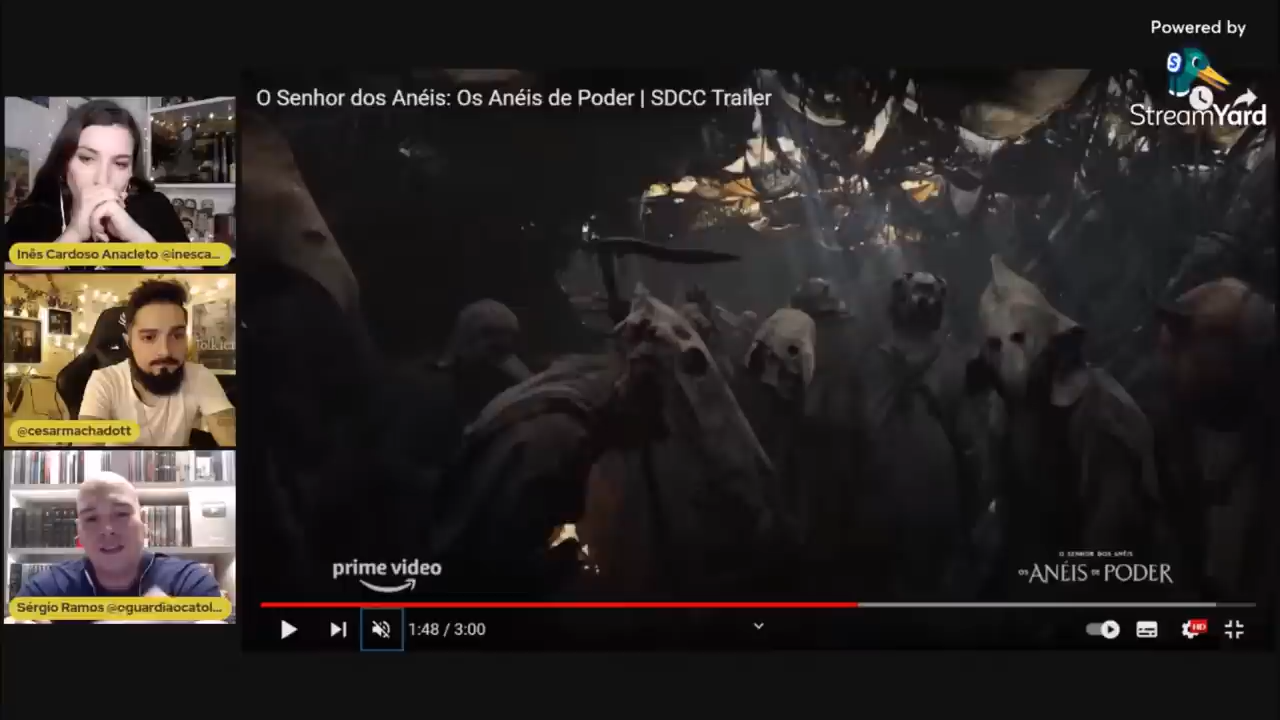 Powered by
S
StreamYard
O Senhor dos Anéis: Os Anéis de Poder | SDCC Trailer
Inês Cardoso Anacleto @inesca...
@cesarmachadott
Sérgio Ramos @oguardiaocatol...
prime video
O SENHOR DOS ANÉIS
OS ANÉIS DE PODER
1:48 / 3:00
HD